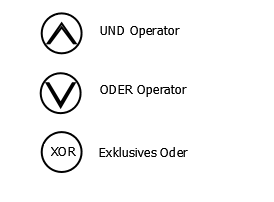 UND Operator
ODER Operator
XOR Exklusives Oder